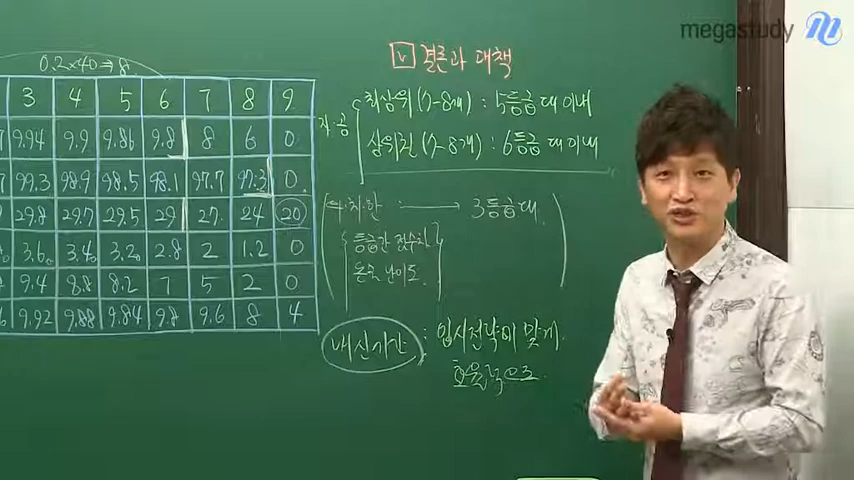 megastudy
0.2×40⇒8
V 결론과 대책
3 4 5 6 7 8 9
9.94 9.9 9.86 9.8 8 6 0
99.3 98.9 98.5 98.1 97.7 97.3 0
29.8 29.7 29.5 29 27 24 20
3.6 3.4 3.2 2.8 2 1.2 0
9.4 8.8 8.2 7 5 2 0
9.92 9.88 9.84 9.8 9.6 8 4
최상위(7-8개) : 5등급대 이내
상위권(7-8개) : 6등급대 이내
3등급대
등급간 점수차
논술 난이도
내신기간 : 입시전략에 맞게
효율적으로